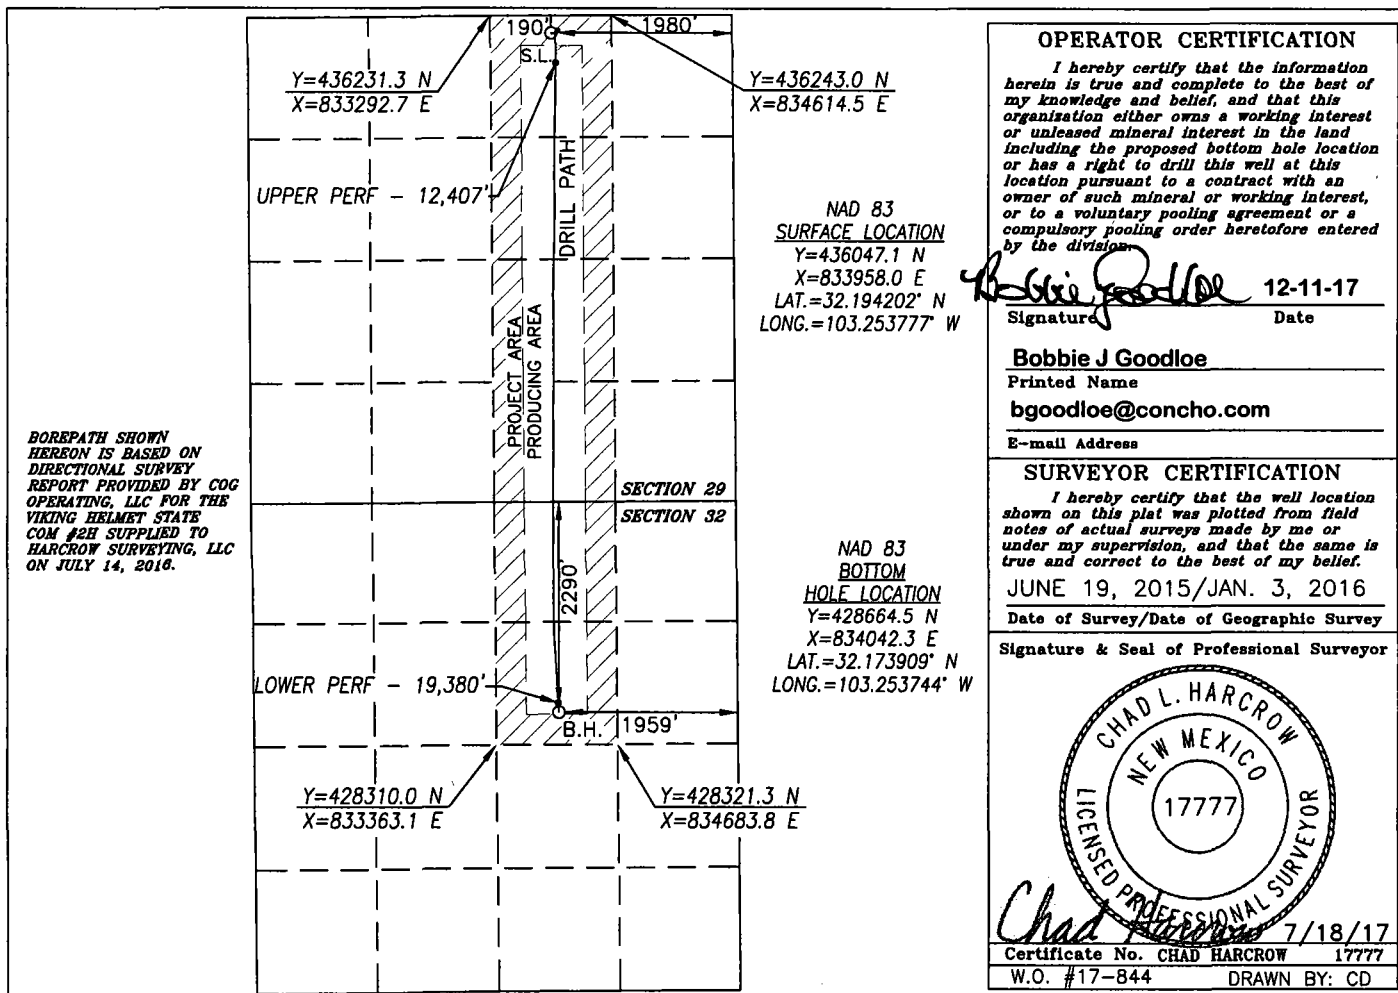 190'
1980'
S.L.
Y=436231.3 N
X=833292.7 E
Y=436243.0 N
X=834614.5 E
UPPER PERF - 12,407'
DRILL PATH
PROJECT AREA
PRODUCING AREA
NAD 83
SURFACE LOCATION
Y=436047.1 N
X=833958.0 E
LAT.=32.194202° N
LONG.=103.253777° W
BOREPATH SHOWN
HEREON IS BASED ON
DIRECTIONAL SURVEY
REPORT PROVIDED BY COG
OPERATING, LLC FOR THE
VIKING HELMET STATE
COM #2H SUPPLIED TO
HARCROW SURVEYING, LLC
ON JULY 14, 2016.
SECTION 29
SECTION 32
2290'
NAD 83
BOTTOM
HOLE LOCATION
Y=428664.5 N
X=834042.3 E
LAT.=32.173909° N
LONG.=103.253744° W
LOWER PERF - 19,380'
B.H.
1959'
Y=428310.0 N
X=833363.1 E
Y=428321.3 N
X=834683.8 E
OPERATOR CERTIFICATION
I hereby certify that the information
herein is true and complete to the best of
my knowledge and belief, and that this
organization either owns a working interest
or unleased mineral interest in the land
including the proposed bottom hole location
or has a right to drill this well at this
location pursuant to a contract with an
owner of such mineral or working interest,
or to a voluntary pooling agreement or a
compulsory pooling order heretofore entered
by the division.
Bobbie Goodloe 12-11-17
Signature Date
Bobbie J Goodloe
Printed Name
bgoodloe@concho.com
E-mail Address
SURVEYOR CERTIFICATION
I hereby certify that the well location
shown on this plat was plotted from field
notes of actual surveys made by me or
under my supervision, and that the same is
true and correct to the best of my belief.
JUNE 19, 2015/JAN. 3, 2016
Date of Survey/Date of Geographic Survey
Signature & Seal of Professional Surveyor
CHAD L. HARCROW
NEW MEXICO
17777
LICENSED PROFESSIONAL SURVEYOR
Chad Harcrow 7/18/17
Certificate No. CHAD HARCROW 17777
W.O. #17-844 DRAWN BY: CD